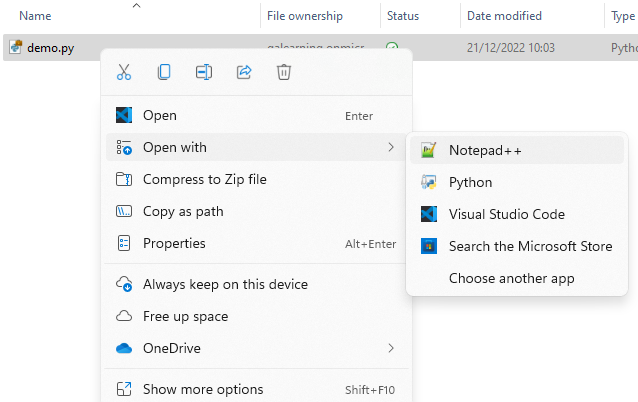 Name File ownership Status Date modified Type
demo.py 21/12/2022 10:03
Open Enter
Open with
Compress to Zip file
Copy as path
Properties Alt+Enter
Always keep on this device
Free up space
OneDrive
Show more options Shift+F10
Notepad++
Python
Visual Studio Code
Search the Microsoft Store
Choose another app